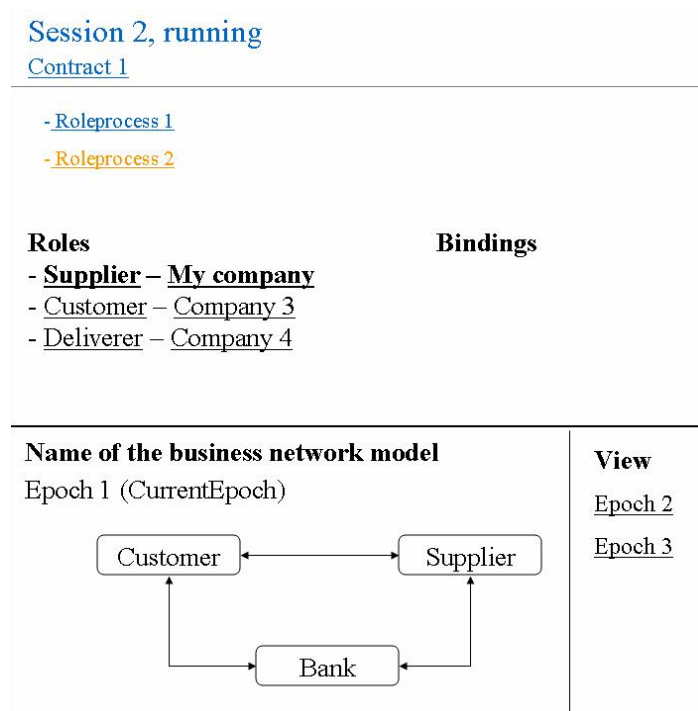 Session 2, running
Contract 1
- Roleprocess 1
- Roleprocess 2
Roles
- Supplier – My company
- Customer – Company 3
- Deliverer – Company 4
Bindings
Name of the business network model
Epoch 1 (CurrentEpoch)
Customer
Supplier
Bank
View
Epoch 2
Epoch 3